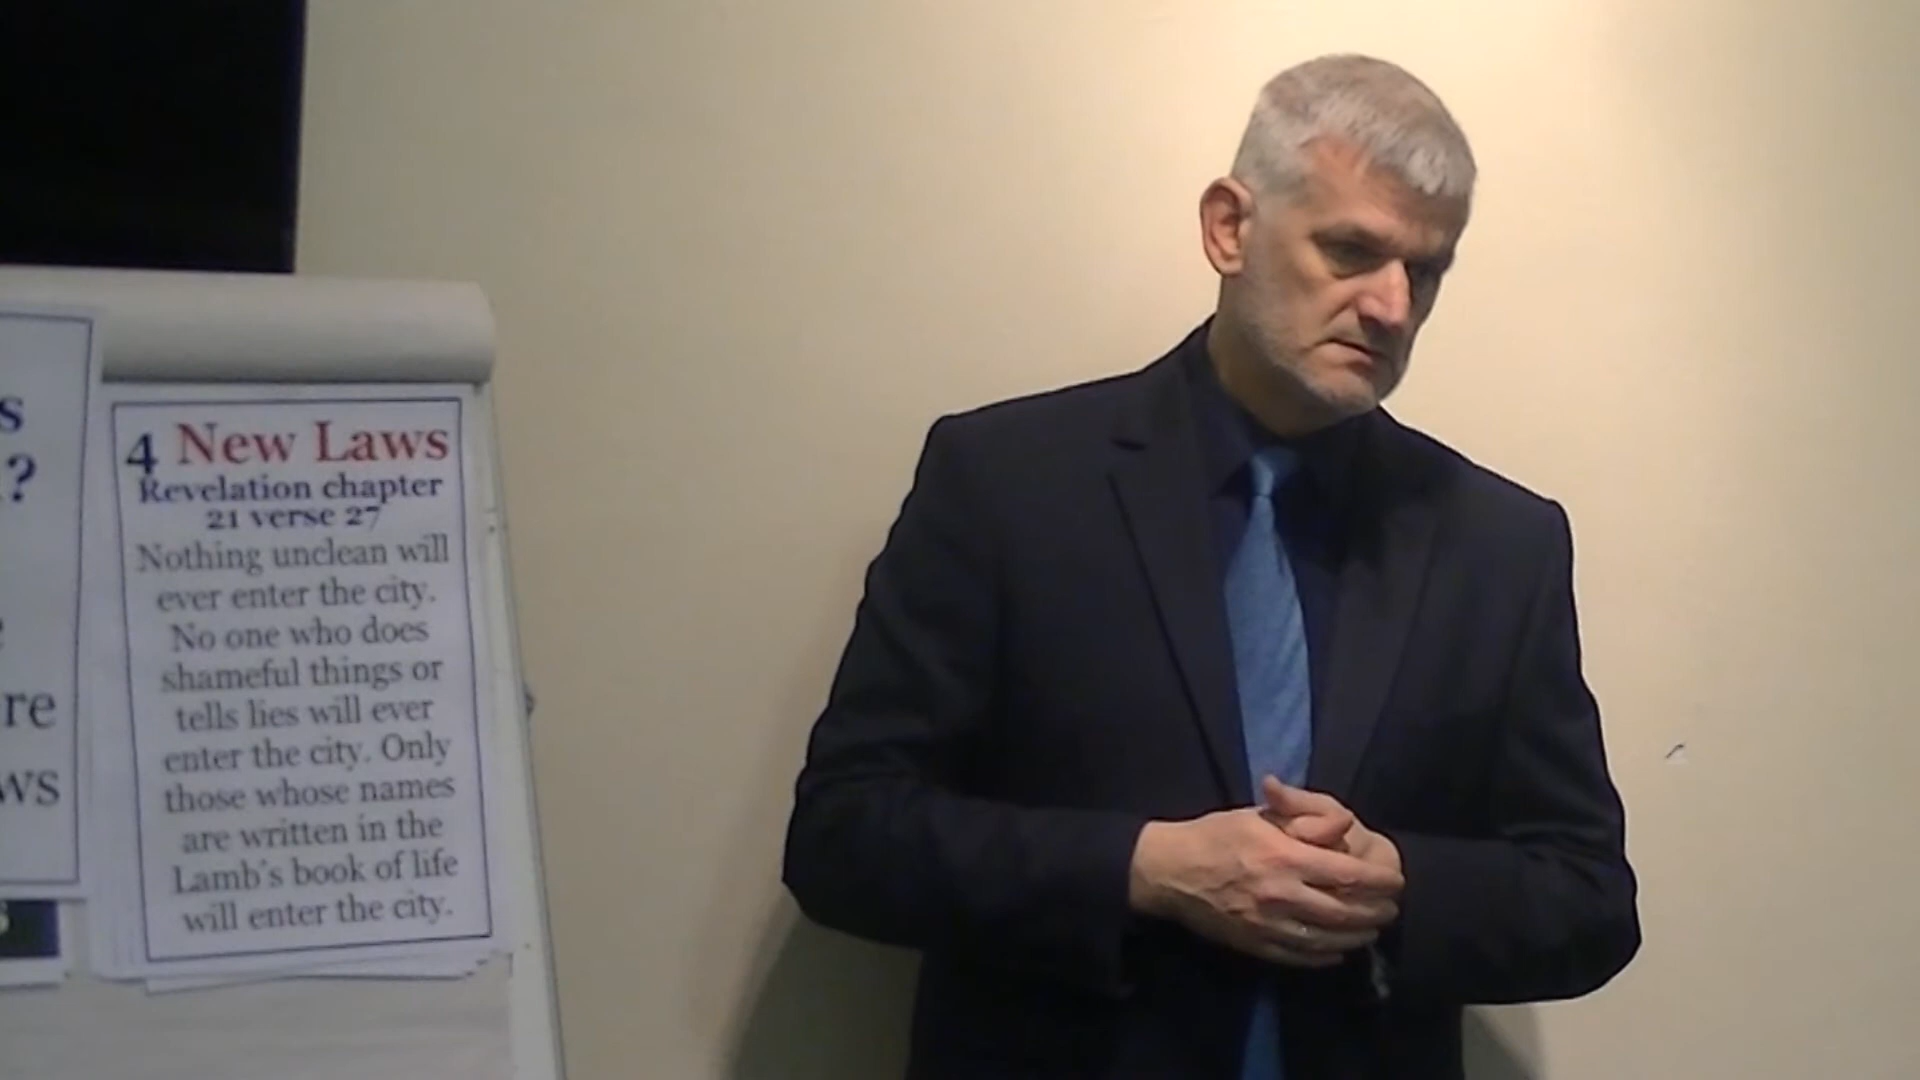 s
?
re
ws
4 New Laws
Revelation chapter
21 verse 27
Nothing unclean will
ever enter the city.
No one who does
shameful things or
tells lies will ever
enter the city. Only
those whose names
are written in the
Lamb's book of life
will enter the city.